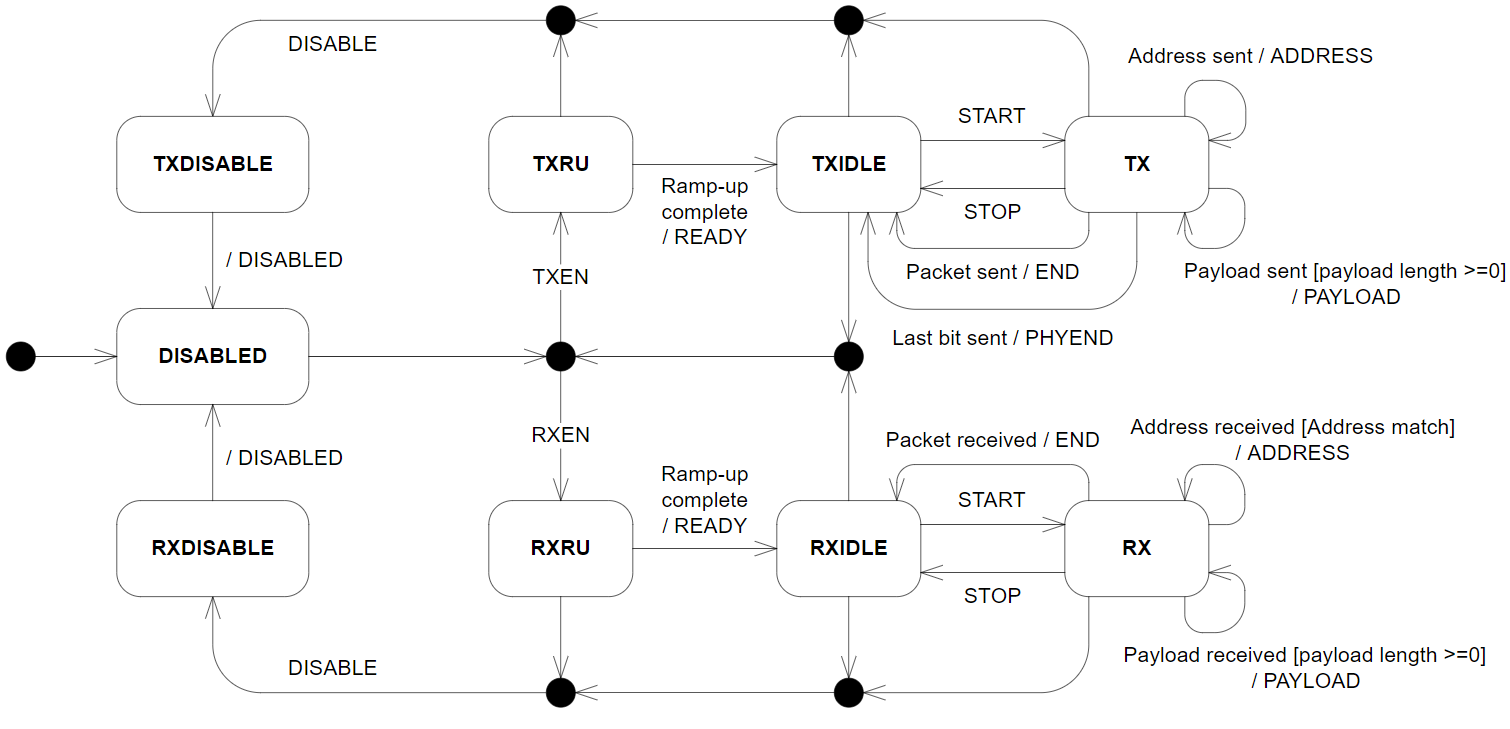 DISABLE
Address sent / ADDRESS
START
TXDISABLE
TXRU
TXIDLE
TX
Ramp-up
complete
/ READY
STOP
/ DISABLED
TXEN
Packet sent / END
Payload sent [payload length >=0]
/ PAYLOAD
Last bit sent / PHYEND
DISABLED
RXEN
Packet received / END
Address received [Address match]
/ ADDRESS
/ DISABLED
Ramp-up
complete
/ READY
START
RXDISABLE
RXRU
RXIDLE
RX
STOP
DISABLE
Payload received [payload length >=0]
/ PAYLOAD